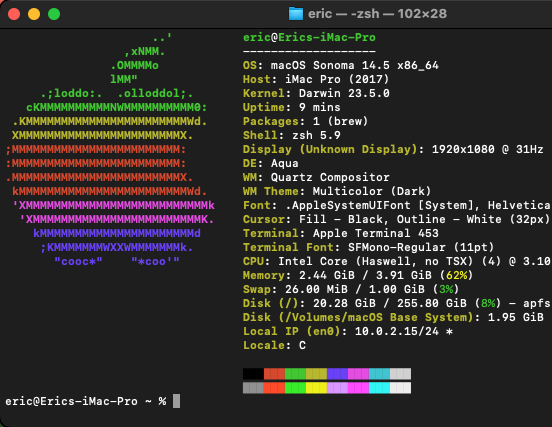 eric — -zsh — 102×28
..'
,xNMM.
.OMMMMo
lMM"
.;loddo:. .olloddol;.
cKMMMMMMMMMMNWMMMMMMMMMM0:
.KMMMMMMMMMMMMMMMMMMMMMMMWd.
XMMMMMMMMMMMMMMMMMMMMMMMX.
;MMMMMMMMMMMMMMMMMMMMMMMM:
:MMMMMMMMMMMMMMMMMMMMMMMM:
.MMMMMMMMMMMMMMMMMMMMMMMMX.
kMMMMMMMMMMMMMMMMMMMMMMMMWd.
'XMMMMMMMMMMMMMMMMMMMMMMMMMMk
'XMMMMMMMMMMMMMMMMMMMMMMMMK.
kMMMMMMMMMMMMMMMMMMMMMMd
;KMMMMMMMWXXWMMMMMMMk.
"cooc*" "*coo'"
eric@Erics-iMac-Pro
-------------------
OS: macOS Sonoma 14.5 x86_64
Host: iMac Pro (2017)
Kernel: Darwin 23.5.0
Uptime: 9 mins
Packages: 1 (brew)
Shell: zsh 5.9
Display (Unknown Display): 1920x1080 @ 31Hz
DE: Aqua
WM: Quartz Compositor
WM Theme: Multicolor (Dark)
Font: .AppleSystemUIFont [System], Helvetica
Cursor: Fill - Black, Outline - White (32px)
Terminal: Apple Terminal 453
Terminal Font: SFMono-Regular (11pt)
CPU: Intel Core (Haswell, no TSX) (4) @ 3.10
Memory: 2.44 GiB / 3.91 GiB (62%)
Swap: 26.00 MiB / 1.00 GiB (3%)
Disk (/): 20.28 GiB / 255.80 GiB (8%) - apfs
Disk (/Volumes/macOS Base System): 1.95 GiB
Local IP (en0): 10.0.2.15/24 *
Locale: C
eric@Erics-iMac-Pro ~ %